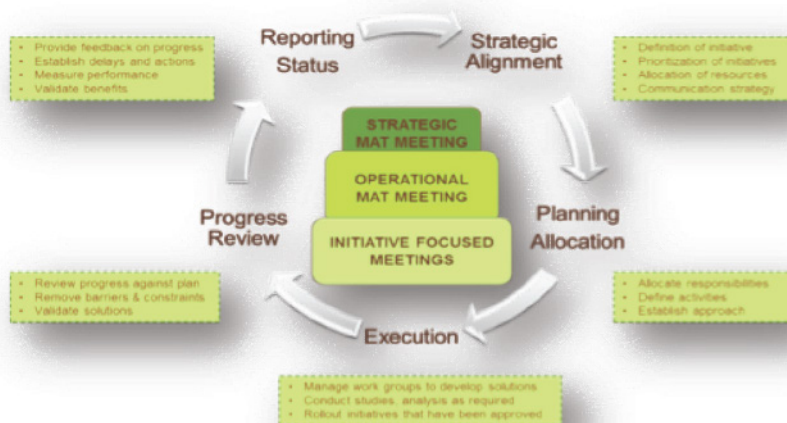 Reporting
Status
Strategic
Alignment
• Provide feedback on progress
• Establish delays and actions
• Measure performance
• Validate benefits
• Definition of initiative
• Prioritization of initiatives
• Allocation of resources
• Communication strategy
STRATEGIC
MAT MEETING
OPERATIONAL
MAT MEETING
INITIATIVE FOCUSED
MEETINGS
Progress
Review
Planning
Allocation
• Review progress against plan
• Remove barriers & constraints
• Validate solutions
• Allocate responsibilities
• Define activities
• Establish approach
Execution
• Manage work groups to develop solutions
• Conduct studies, analysis as required
• Rollout initiatives that have been approved